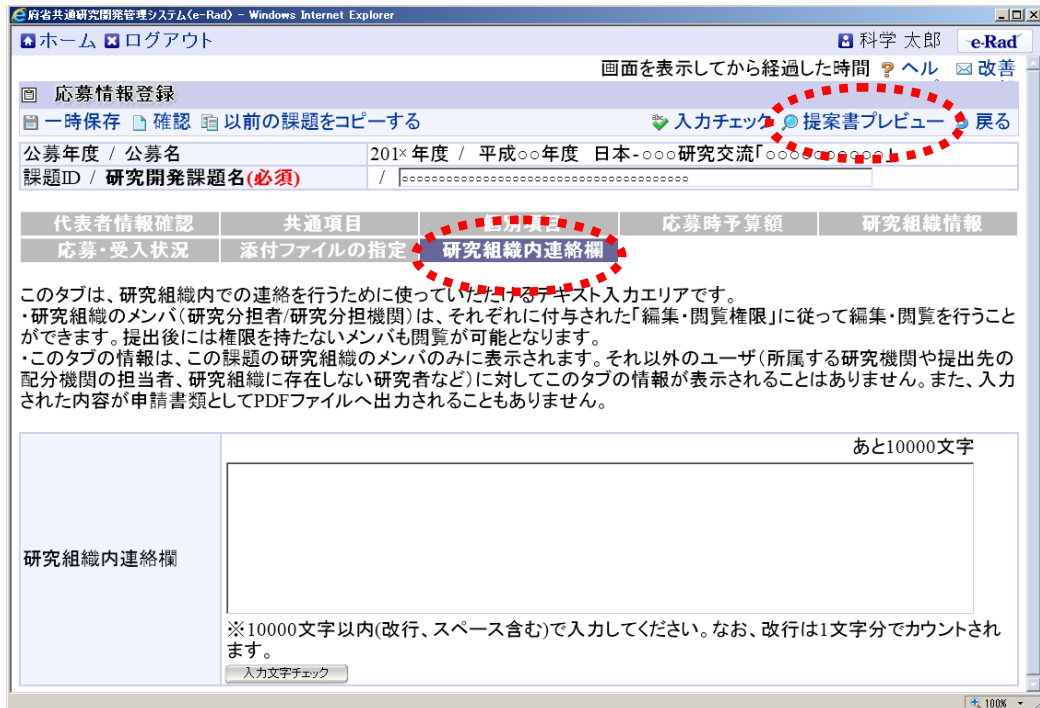 府省共通研究開発管理システム(e-Rad) - Windows Internet Explorer
ホーム ログアウト 科学 太郎 e-Rad
画面を表示してから経過した時間 ヘル 改善
応募情報登録
一時保存 確認 以前の課題をコピーする 入力チェック 提案書プレビュー 戻る
公募年度 / 公募名 201×年度 / 平成○○年度 日本-○○○研究交流「○○○○○○○○○○」
課題ID / 研究開発課題名(必須) / ○○○○○○○○○○○○○○○○○○○○○○○○○○○○○○○○○○○○○○
代表者情報確認 共通項目 個別項目 応募時予算額 研究組織情報
応募・受入状況 添付ファイルの指定 研究組織内連絡欄
このタブは、研究組織内での連絡を行うために使っていただけるテキスト入力エリアです。
・研究組織のメンバ(研究分担者/研究分担機関)は、それぞれに付与された「編集・閲覧権限」に従って編集・閲覧を行うこと
ができます。提出後には権限を持たないメンバも閲覧が可能となります。
・このタブの情報は、この課題の研究組織のメンバのみに表示されます。それ以外のユーザ(所属する研究機関や提出先の
配分機関の担当者、研究組織に存在しない研究者など)に対してこのタブの情報が表示されることはありません。また、入力
された内容が申請書類としてPDFファイルへ出力されることもありません。
あと10000文字
研究組織内連絡欄
※10000文字以内(改行、スペース含む)で入力してください。なお、改行は1文字分でカウントされ
ます。
入力文字チェック
100%